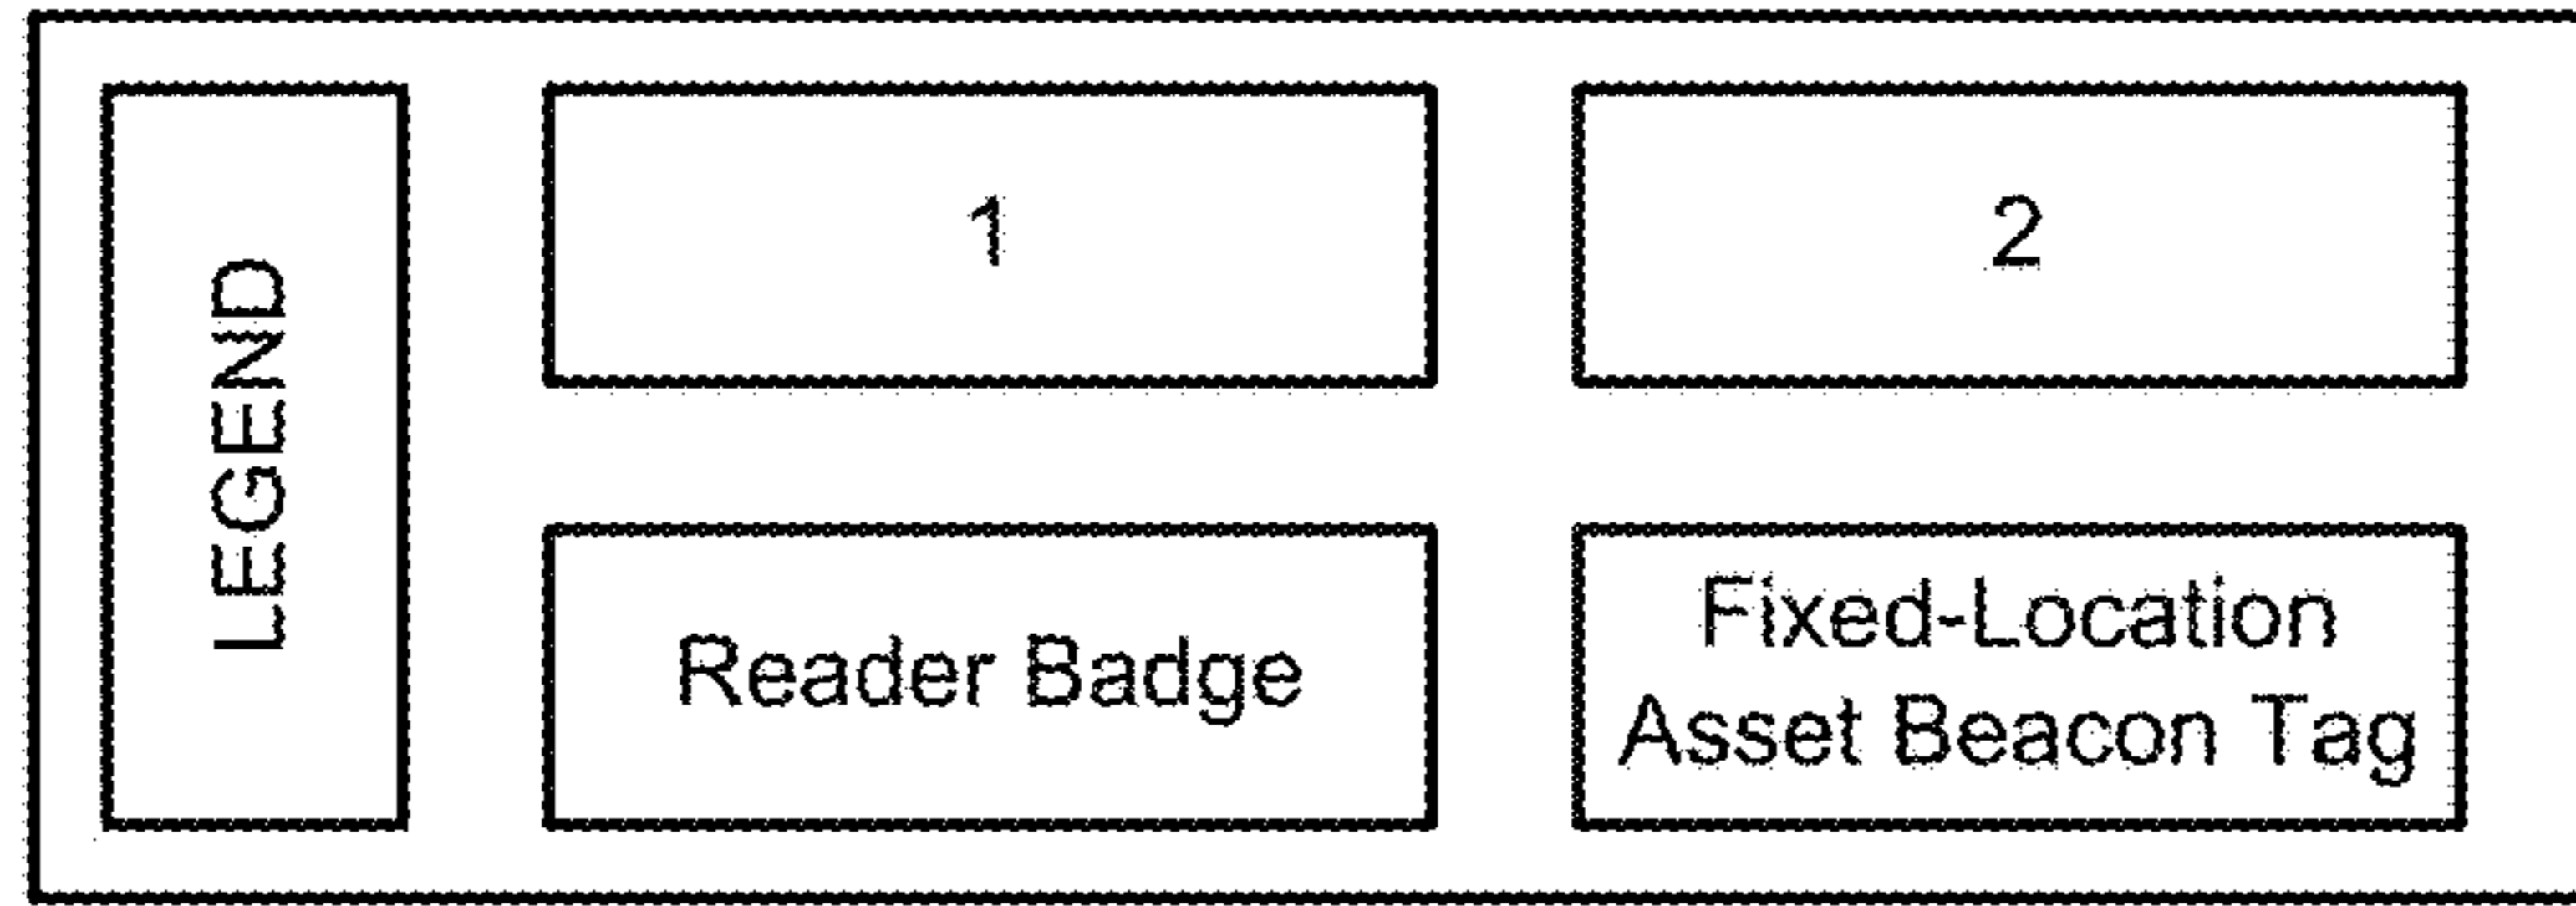 LEGEND
1
2
Reader Badge
Fixed-Location
Asset Beacon Tag